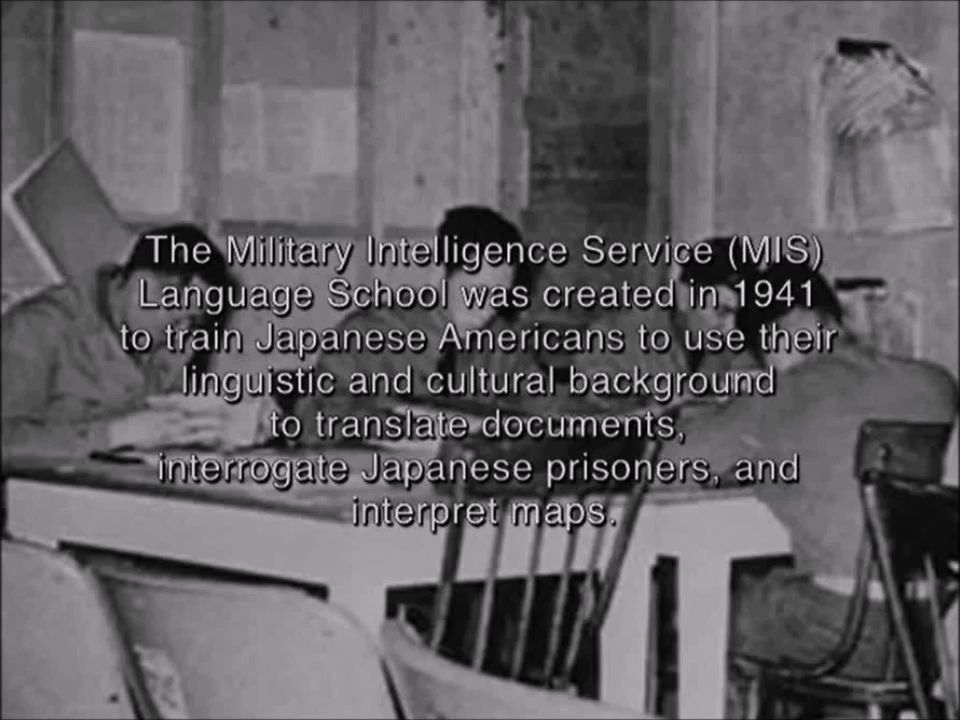 The Military Intelligence Service (MIS)
Language School was created in 1941
to train Japanese Americans to use their
linguistic and cultural background
to translate documents,
interrogate Japanese prisoners, and
interpret maps.